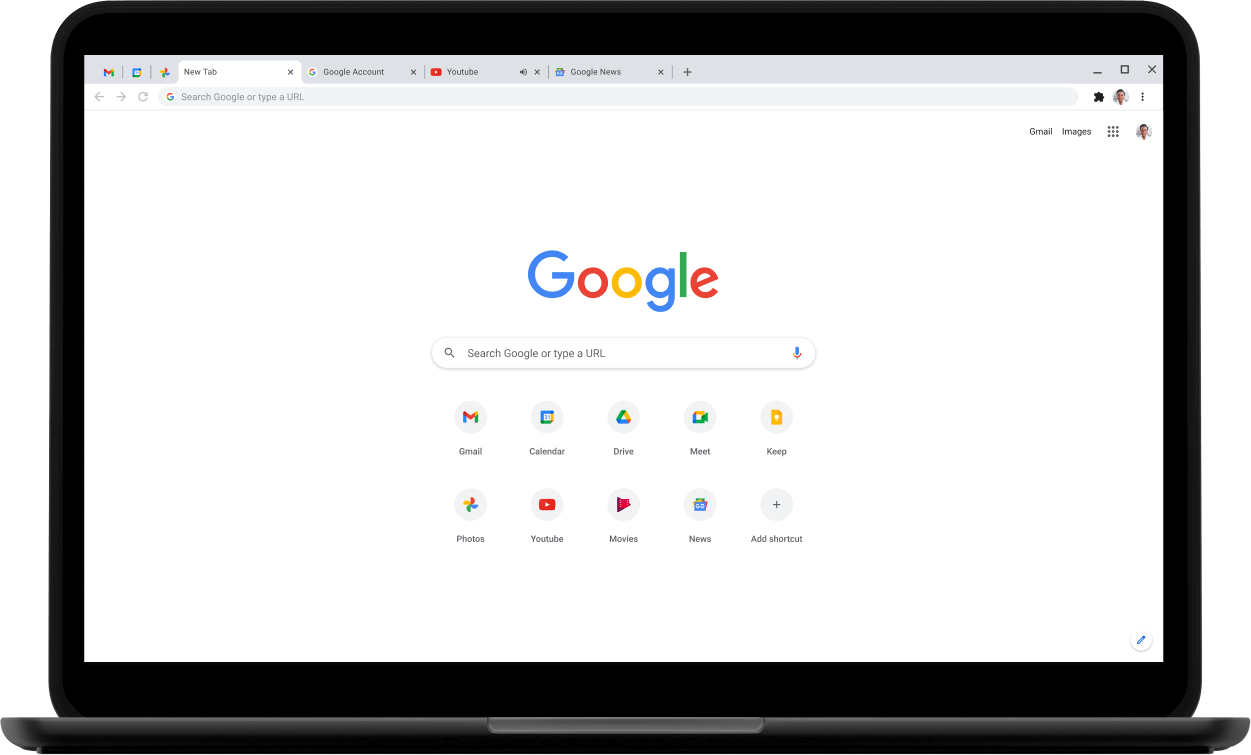 New Tab
Google Account
Youtube
Google News
Search Google or type a URL
Gmail Images
Google
Search Google or type a URL
Gmail Calendar Drive Meet Keep
Photos Youtube Movies News Add shortcut